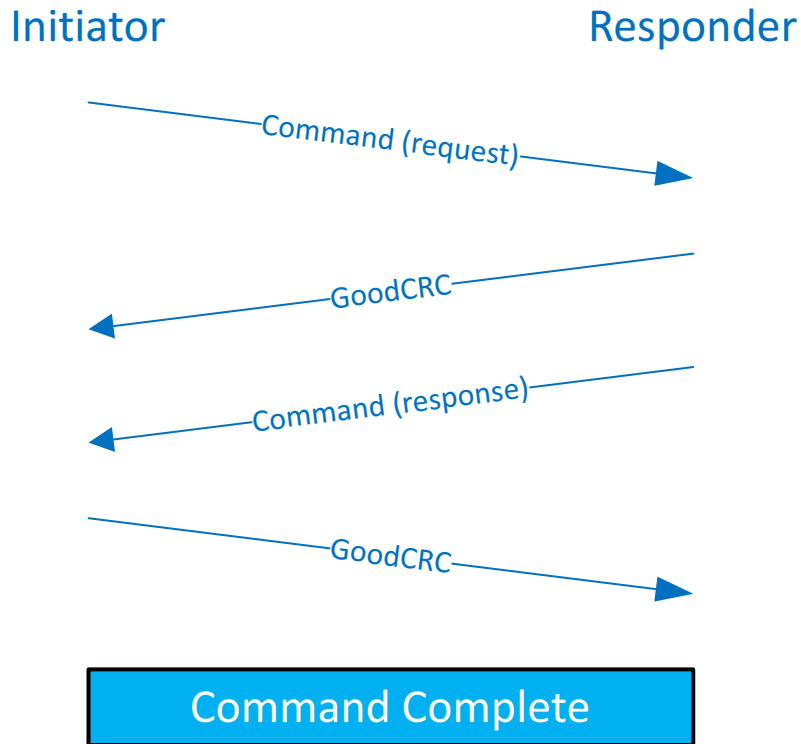 Initiator
Responder
Command (request)
GoodCRC
Command (response)
GoodCRC
Command Complete